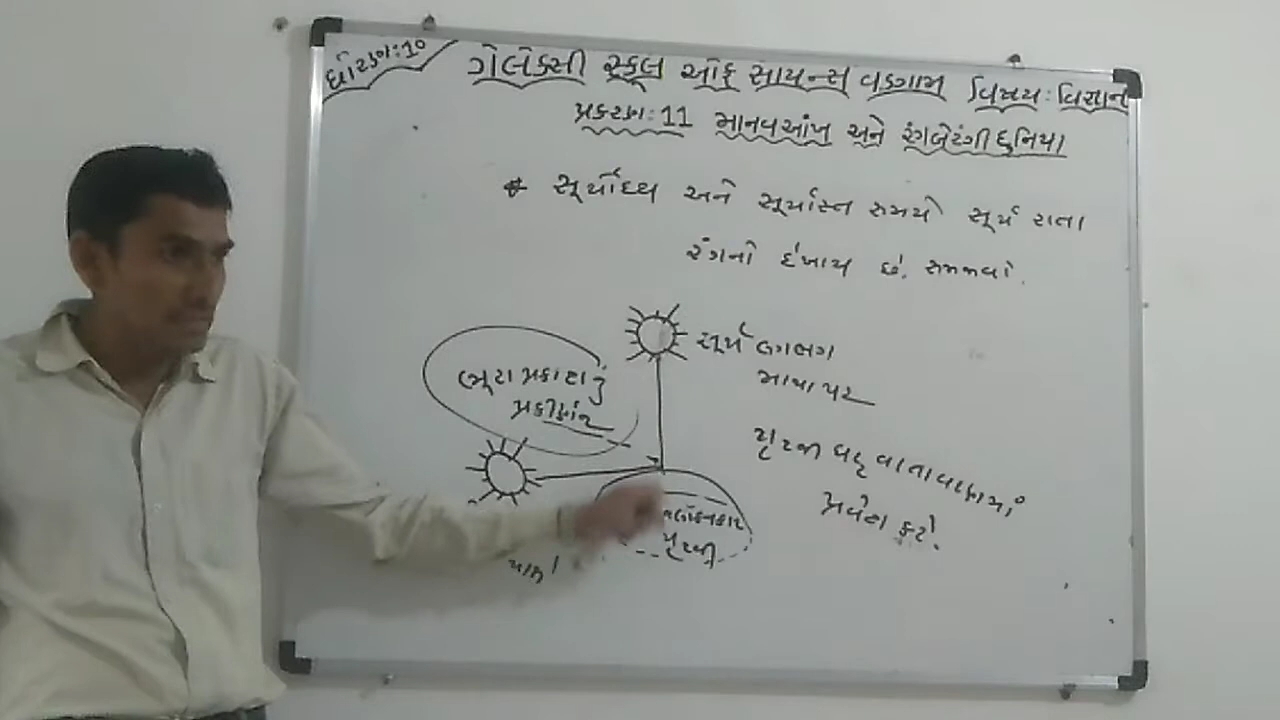 ધોરણ:10
ગેલેક્સી સ્કૂલ ઓફ સાયન્સ વડગામ વિષય: વિજ્ઞાન
પ્રકરણ: 11 માનવઆંખ અને રંગબેરંગી દુનિયા
* સૂર્યોદય અને સૂર્યાસ્ત સમયે સૂર્ય રાતા
રંગનો દેખાય છે. સમજાવો.
સૂર્ય લગભગ
માથા પર
ભૂરા પ્રકાશનું
પ્રકીર્ણન
સૂરજ વધુ વાતાવરણમાં
પ્રવેશ કરે.
પૃથ્વી